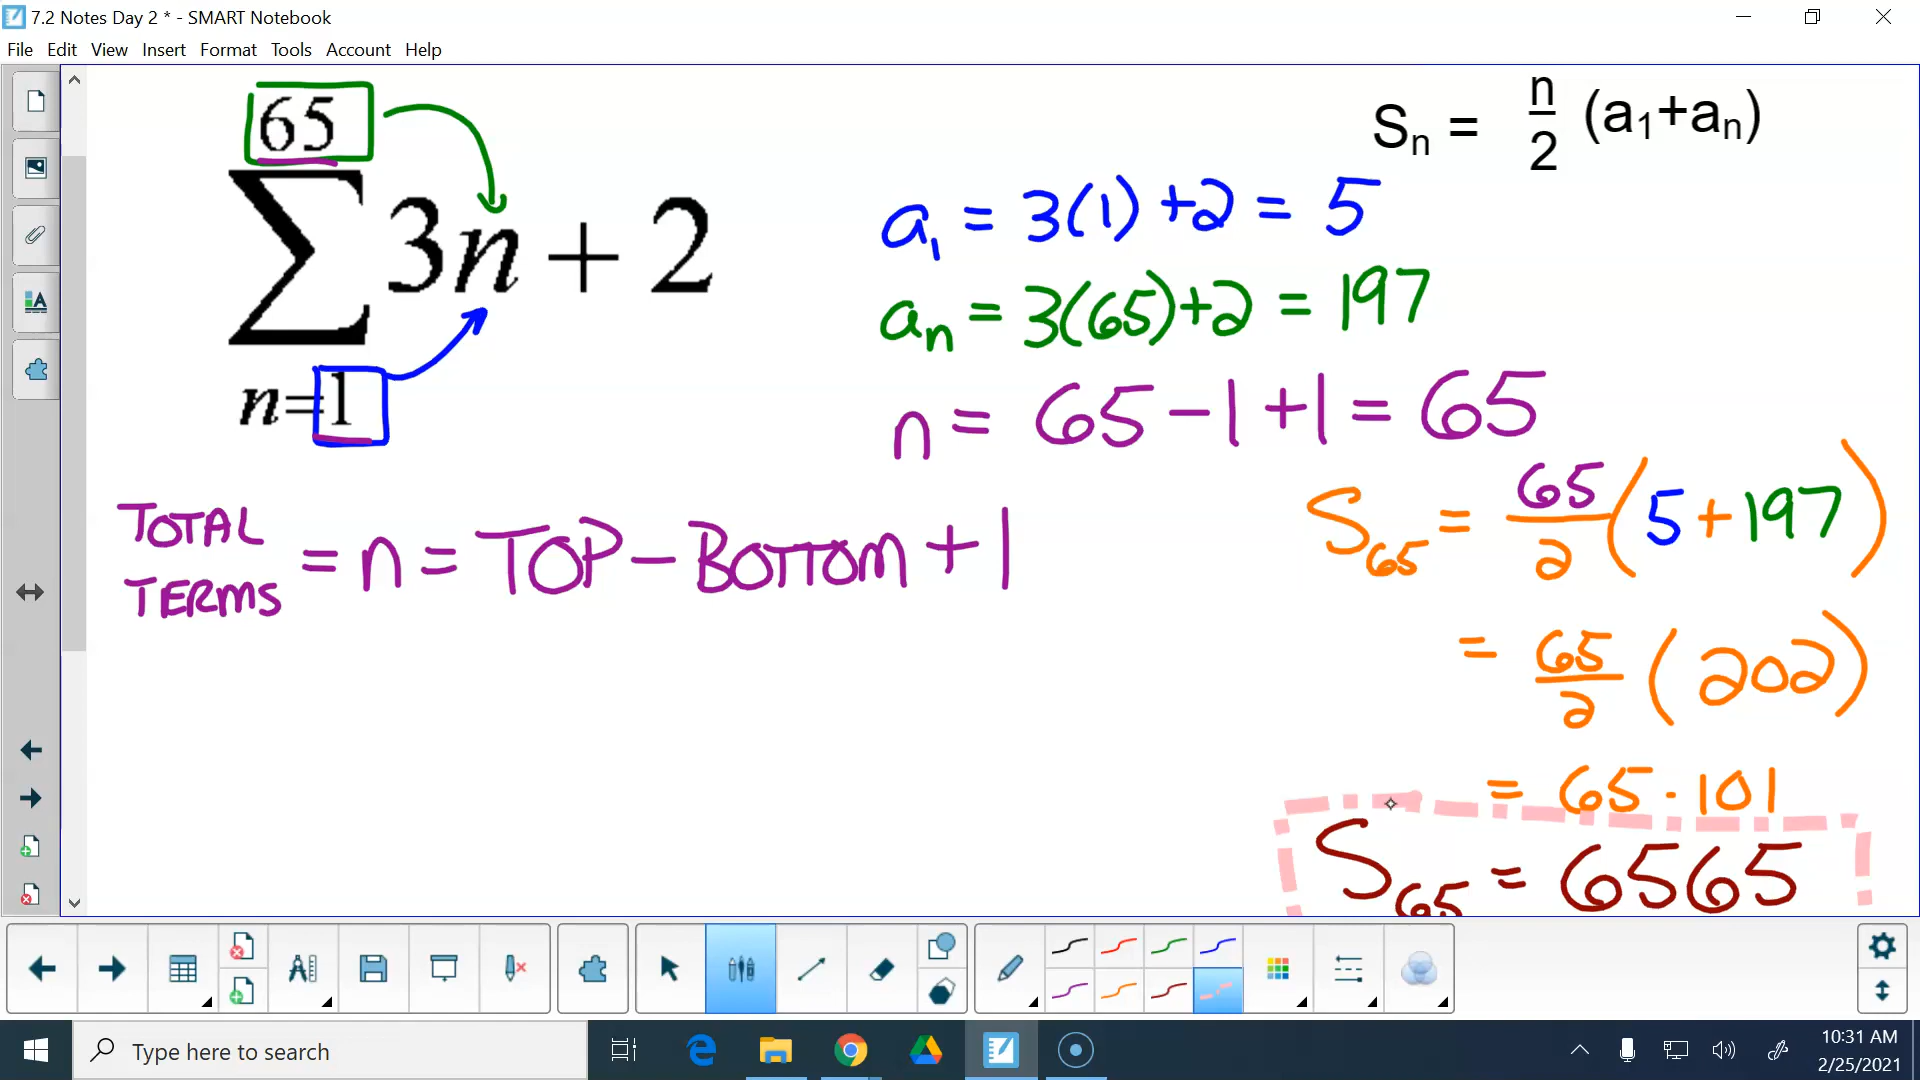 7.2 Notes Day 2 * - SMART Notebook
File Edit View Insert Format Tools Account Help
65
∑ 3n + 2
n=1
Sₙ = n/2 (a₁+aₙ)
a₁ = 3(1) +2 = 5
aₙ = 3(65)+2 = 197
n = 65 - 1 + 1 = 65
TOTAL TERMS = n = TOP - BOTTOM + 1
S₆₅ = 65/2 (5 + 197)
= 65/2 (202)
= 65 · 101
S₆₅ = 6565
Type here to search
10:31 AM
2/25/2021